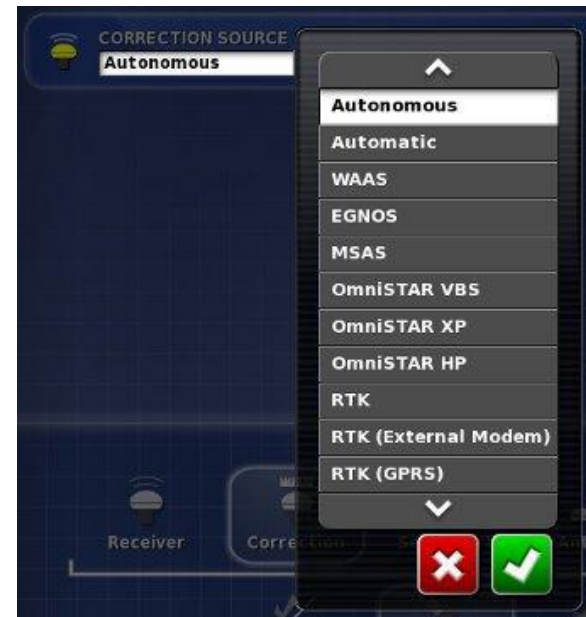 CORRECTION SOURCE
Autonomous
Autonomous
Automatic
WAAS
EGNOS
MSAS
OmniSTAR VBS
OmniSTAR XP
OmniSTAR HP
RTK
RTK (External Modem)
RTK (GPRS)
Receiver